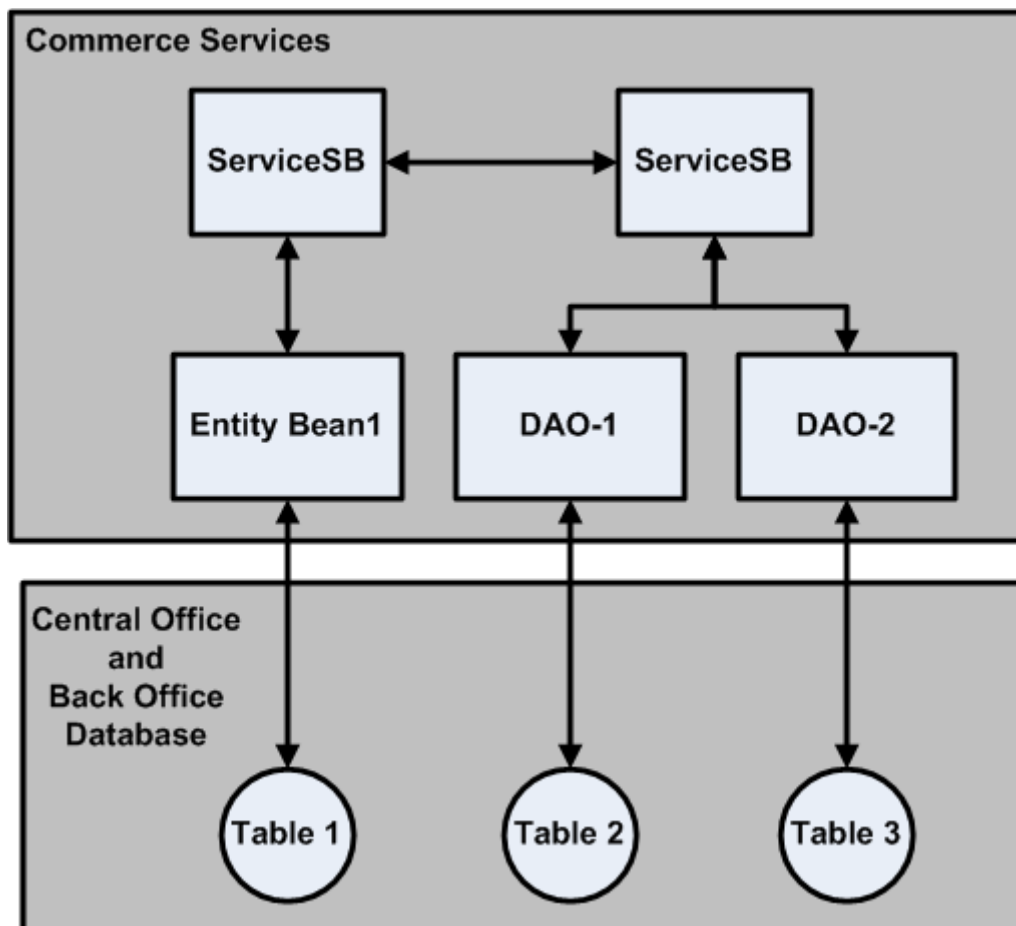 Commerce Services
ServiceSB
ServiceSB
Entity Bean1
DAO-1
DAO-2
Central Office
and
Back Office
Database
Table 1
Table 2
Table 3